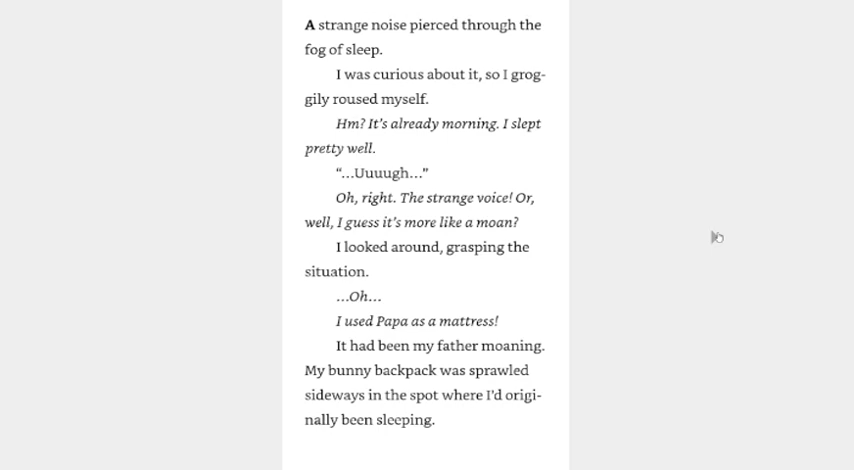 A strange noise pierced through the
fog of sleep.
I was curious about it, so I grog-
gily roused myself.
Hm? It’s already morning. I slept
pretty well.
“…Uuuugh…”
Oh, right. The strange voice! Or,
well, I guess it’s more like a moan?
I looked around, grasping the
situation.
…Oh…
I used Papa as a mattress!
It had been my father moaning.
My bunny backpack was sprawled
sideways in the spot where I’d origi-
nally been sleeping.